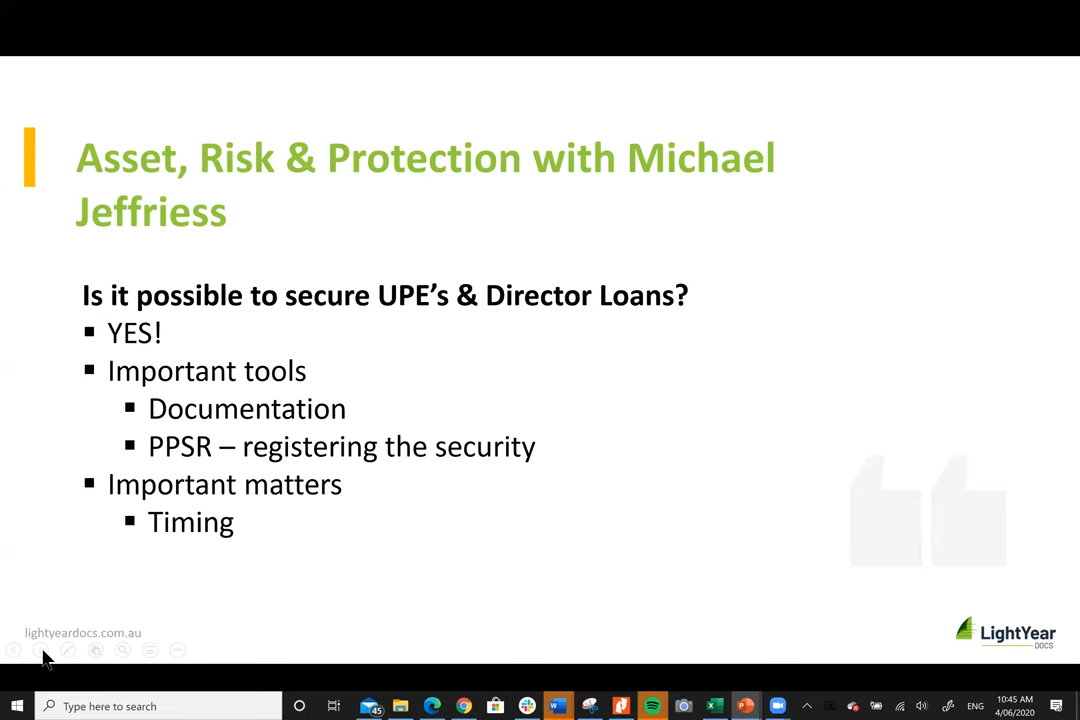 Asset, Risk & Protection with Michael
Jeffriess
Is it possible to secure UPE’s & Director Loans?
▪ YES!
▪ Important tools
▪ Documentation
▪ PPSR – registering the security
▪ Important matters
▪ Timing
lightyeardocs.com.au
LightYear
DOCS
Type here to search
45
ENG
10:45 AM
4/06/2020